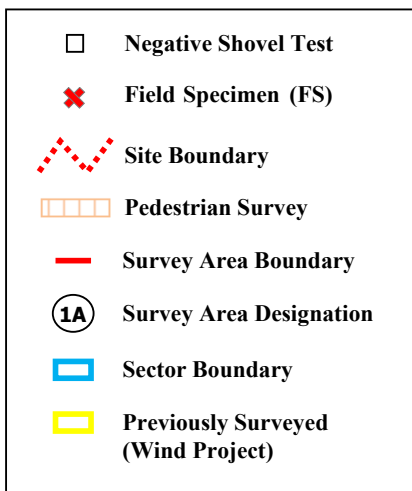 Negative Shovel Test
Field Specimen (FS)
Site Boundary
Pedestrian Survey
Survey Area Boundary
1A Survey Area Designation
Sector Boundary
Previously Surveyed
(Wind Project)